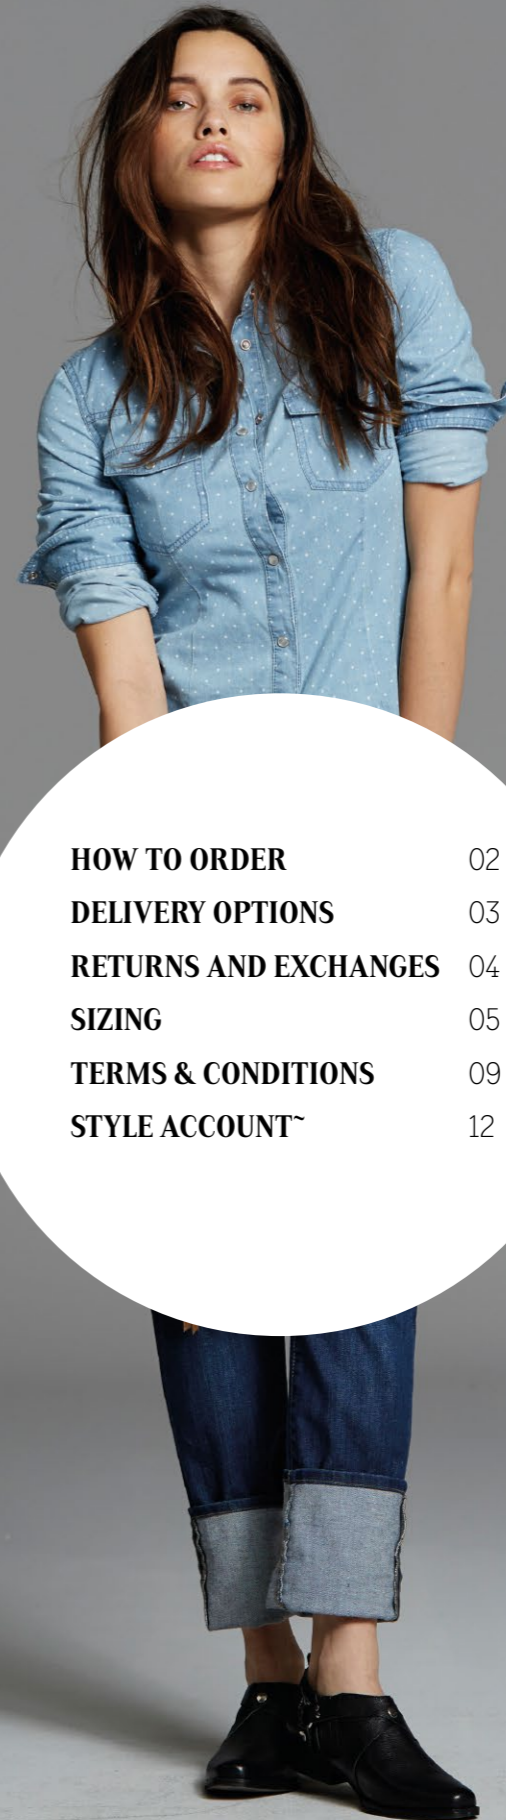 HOW TO ORDER 02
DELIVERY OPTIONS 03
RETURNS AND EXCHANGES 04
SIZING 05
TERMS & CONDITIONS 09
STYLE ACCOUNT~ 12